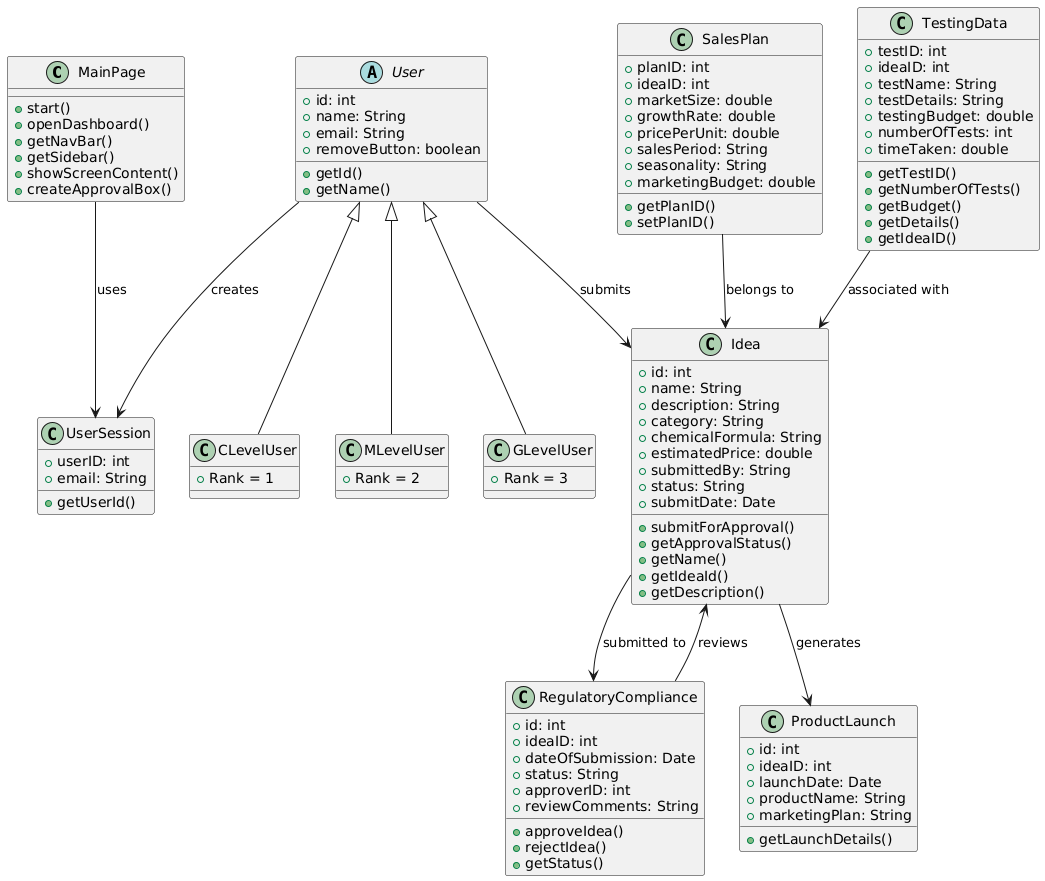 C MainPage
start()
openDashboard()
getNavBar()
getSidebar()
showScreenContent()
createApprovalBox()
A User
id: int
name: String
email: String
removeButton: boolean
getId()
getName()
C SalesPlan
planID: int
ideaID: int
marketSize: double
growthRate: double
pricePerUnit: double
salesPeriod: String
seasonality: String
marketingBudget: double
getPlanID()
setPlanID()
C TestingData
testID: int
ideaID: int
testName: String
testDetails: String
testingBudget: double
numberOfTests: int
timeTaken: double
getTestID()
getNumberOfTests()
getBudget()
getDetails()
getIdeaID()
uses
creates
submits
belongs to
associated with
C UserSession
userID: int
email: String
getUserId()
C CLevelUser
Rank = 1
C MLevelUser
Rank = 2
C GLevelUser
Rank = 3
C Idea
id: int
name: String
description: String
category: String
chemicalFormula: String
estimatedPrice: double
submittedBy: String
status: String
submitDate: Date
submitForApproval()
getApprovalStatus()
getName()
getIdeaId()
getDescription()
submitted to
reviews
generates
C RegulatoryCompliance
id: int
ideaID: int
dateOfSubmission: Date
status: String
approverID: int
reviewComments: String
approveIdea()
rejectIdea()
getStatus()
C ProductLaunch
id: int
ideaID: int
launchDate: Date
productName: String
marketingPlan: String
getLaunchDetails()